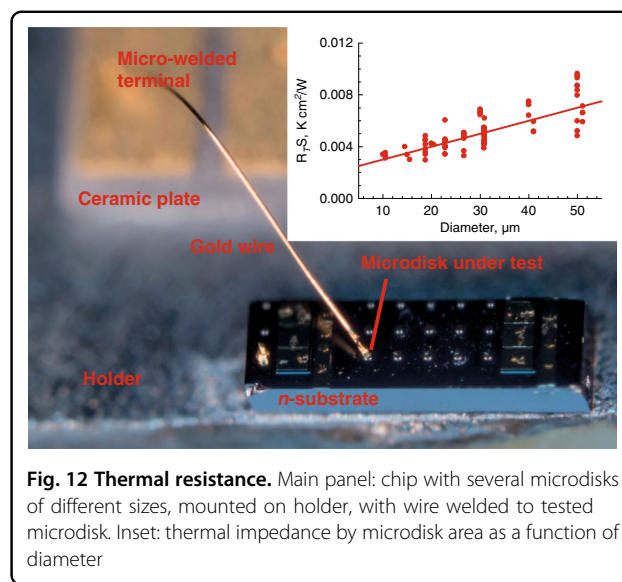 Micro-welded
terminal
Ceramic plate
Gold wire
Microdisk under test
Holder
n-substrate
0.012
0.008
0.004
0.000
R_TS, K cm²/W
10 20 30 40 50
Diameter, μm
Fig. 12 Thermal resistance. Main panel: chip with several microdisks
of different sizes, mounted on holder, with wire welded to tested
microdisk. Inset: thermal impedance by microdisk area as a function of
diameter